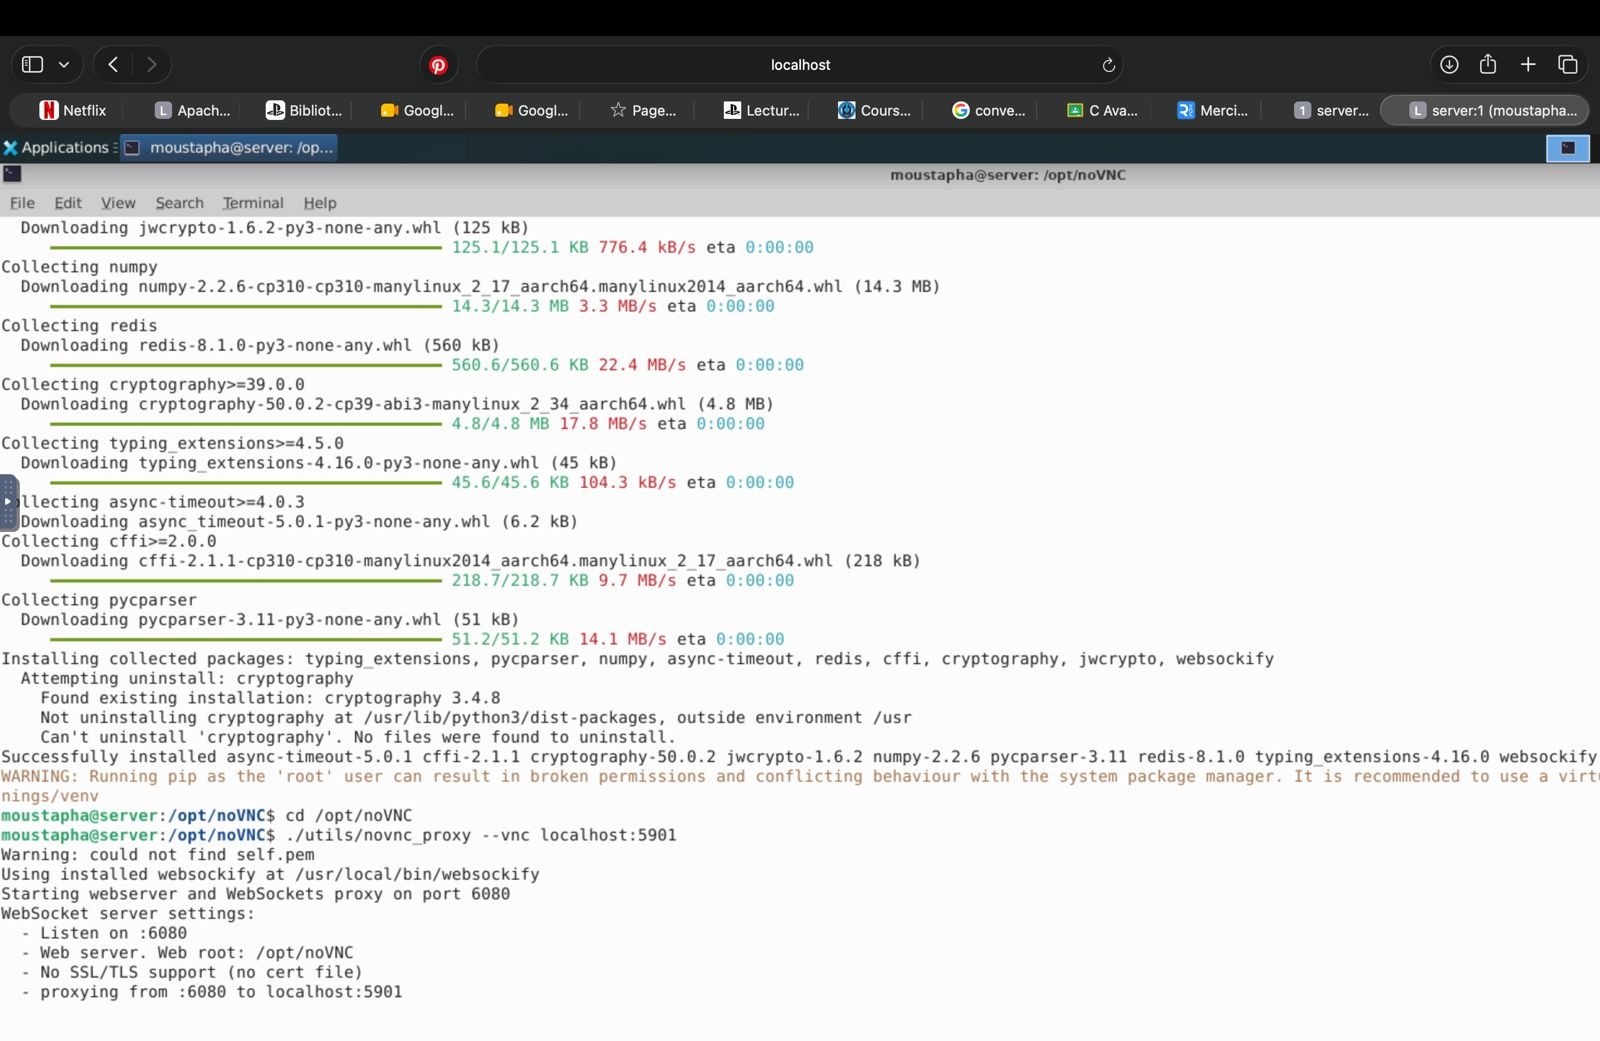 localhost
Netflix
Apach...
Bibliot...
Googl...
Googl...
Page...
Lectur...
Cours...
conve...
C Ava...
Merci...
server...
server:1 (moustapha...
Applications
moustapha@server: /op...
moustapha@server: /opt/noVNC
File Edit View Search Terminal Help
Downloading jwcrypto-1.6.2-py3-none-any.whl (125 kB)
125.1/125.1 KB 776.4 kB/s eta 0:00:00
Collecting numpy
Downloading numpy-2.2.6-cp310-cp310-manylinux_2_17_aarch64.manylinux2014_aarch64.whl (14.3 MB)
14.3/14.3 MB 3.3 MB/s eta 0:00:00
Collecting redis
Downloading redis-8.1.0-py3-none-any.whl (560 kB)
560.6/560.6 KB 22.4 MB/s eta 0:00:00
Collecting cryptography>=39.0.0
Downloading cryptography-50.0.2-cp39-abi3-manylinux_2_34_aarch64.whl (4.8 MB)
4.8/4.8 MB 17.8 MB/s eta 0:00:00
Collecting typing_extensions>=4.5.0
Downloading typing_extensions-4.16.0-py3-none-any.whl (45 kB)
45.6/45.6 KB 104.3 kB/s eta 0:00:00
ollecting async-timeout>=4.0.3
Downloading async_timeout-5.0.1-py3-none-any.whl (6.2 kB)
Collecting cffi>=2.0.0
Downloading cffi-2.1.1-cp310-cp310-manylinux2014_aarch64.manylinux_2_17_aarch64.whl (218 kB)
218.7/218.7 KB 9.7 MB/s eta 0:00:00
Collecting pycparser
Downloading pycparser-3.11-py3-none-any.whl (51 kB)
51.2/51.2 KB 14.1 MB/s eta 0:00:00
Installing collected packages: typing_extensions, pycparser, numpy, async-timeout, redis, cffi, cryptography, jwcrypto, websockify
Attempting uninstall: cryptography
Found existing installation: cryptography 3.4.8
Not uninstalling cryptography at /usr/lib/python3/dist-packages, outside environment /usr
Can't uninstall 'cryptography'. No files were found to uninstall.
Successfully installed async-timeout-5.0.1 cffi-2.1.1 cryptography-50.0.2 jwcrypto-1.6.2 numpy-2.2.6 pycparser-3.11 redis-8.1.0 typing_extensions-4.16.0 websockify
WARNING: Running pip as the 'root' user can result in broken permissions and conflicting behaviour with the system package manager. It is recommended to use a virt
nings/venv
moustapha@server:/opt/noVNC$ cd /opt/noVNC
moustapha@server:/opt/noVNC$ ./utils/novnc_proxy --vnc localhost:5901
Warning: could not find self.pem
Using installed websockify at /usr/local/bin/websockify
Starting webserver and WebSockets proxy on port 6080
WebSocket server settings:
- Listen on :6080
- Web server. Web root: /opt/noVNC
- No SSL/TLS support (no cert file)
- proxying from :6080 to localhost:5901